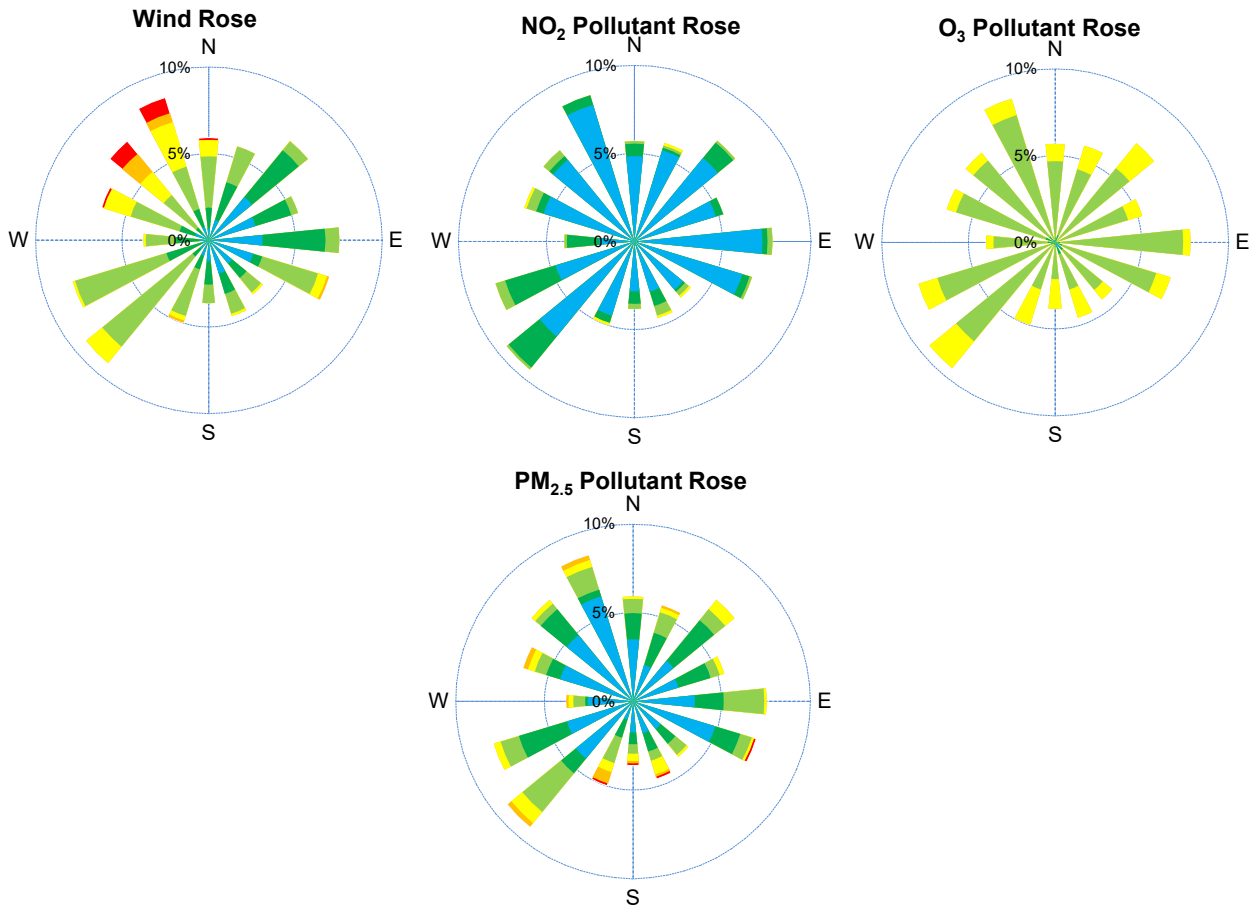 Wind Rose
N
10%
5%
0%
W
E
S
NO2 Pollutant Rose
N
10%
5%
0%
W
E
S
O3 Pollutant Rose
N
10%
5%
0%
W
E
S
PM2.5 Pollutant Rose
N
10%
5%
0%
W
E
S